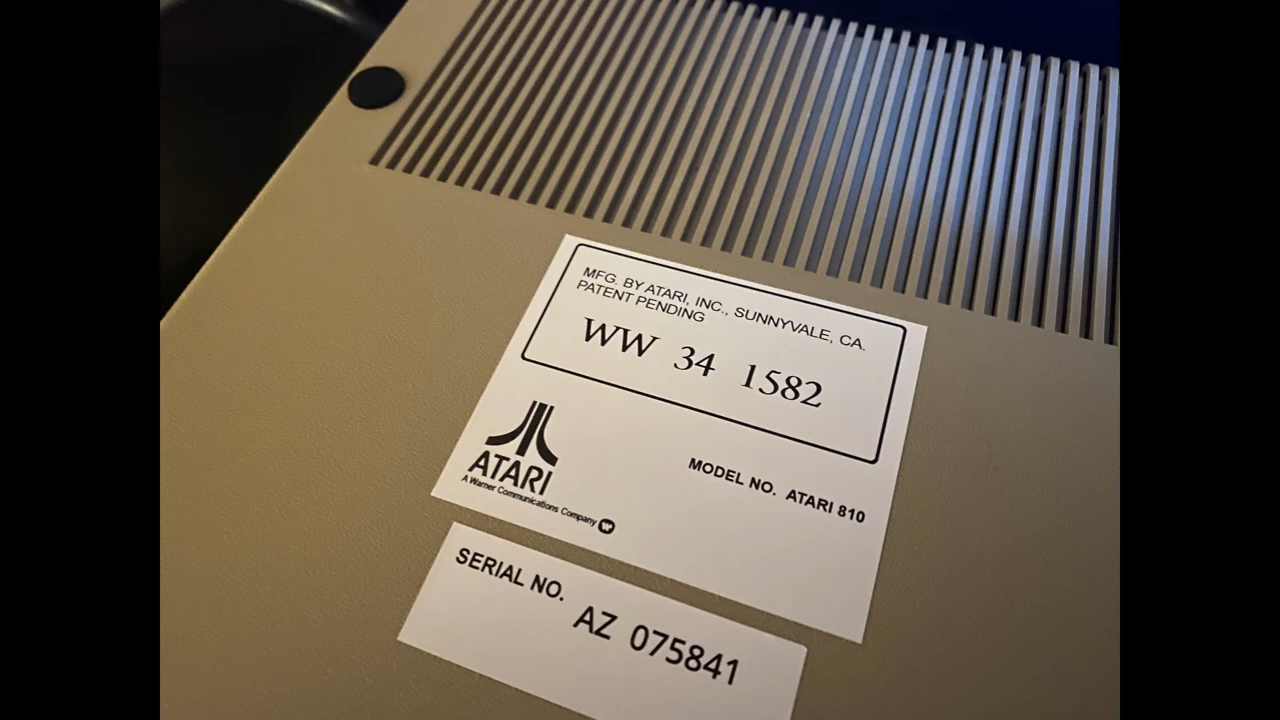 MFG. BY ATARI, INC., SUNNYVALE, CA.
PATENT PENDING
WW 34 1582
ATARI
A Warner Communications Company
MODEL NO. ATARI 810
SERIAL NO.
AZ 075841